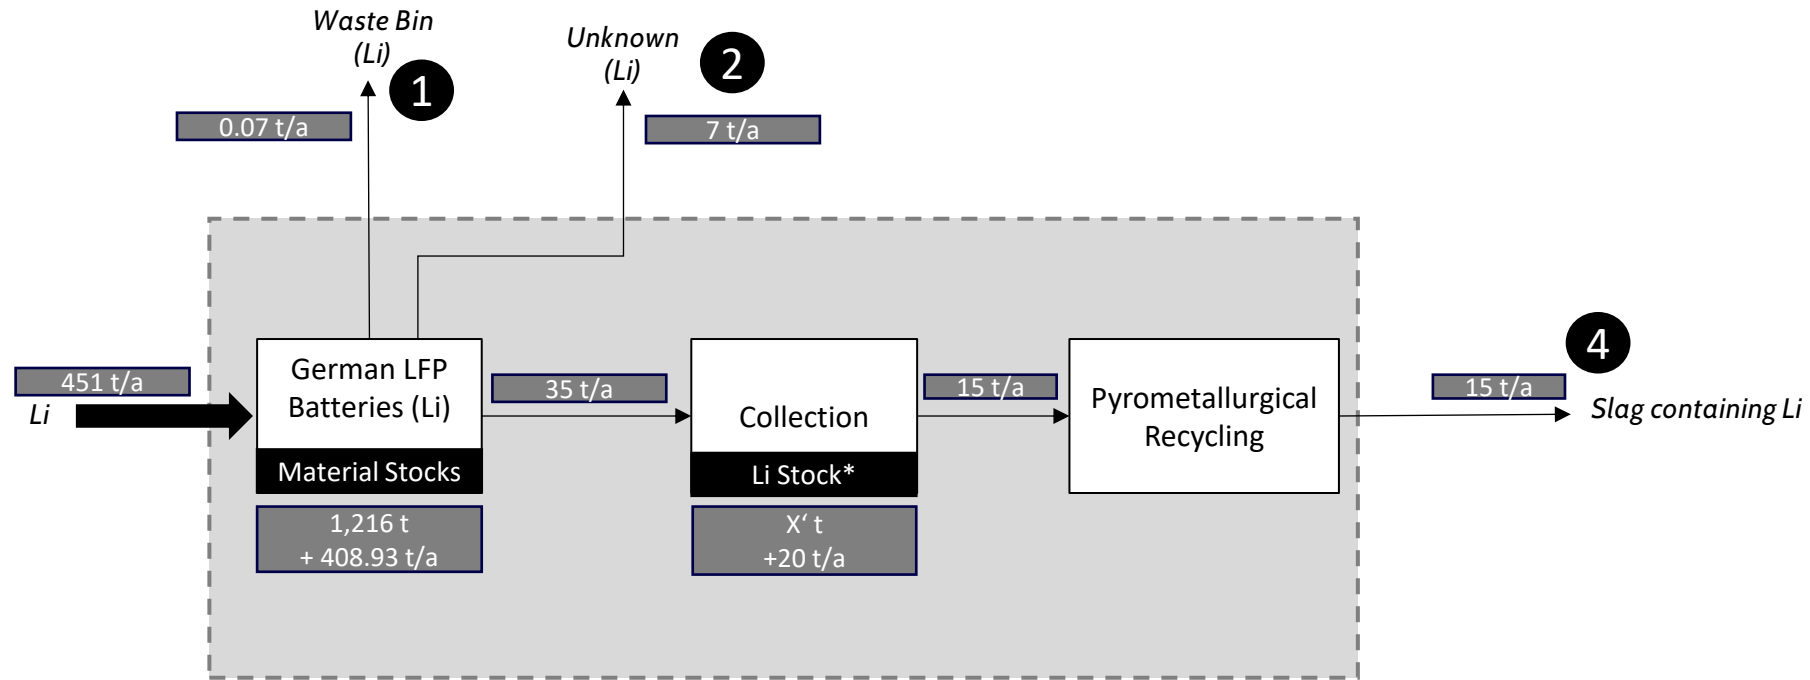 Waste Bin
(Li)
1
0.07 t/a
Unknown
(Li)
2
7 t/a
451 t/a
Li
German LFP
Batteries (Li)
Material Stocks
1,216 t
+ 408.93 t/a
35 t/a
Collection
Li Stock*
X‘ t
+20 t/a
15 t/a
Pyrometallurgical
Recycling
4
15 t/a
Slag containing Li